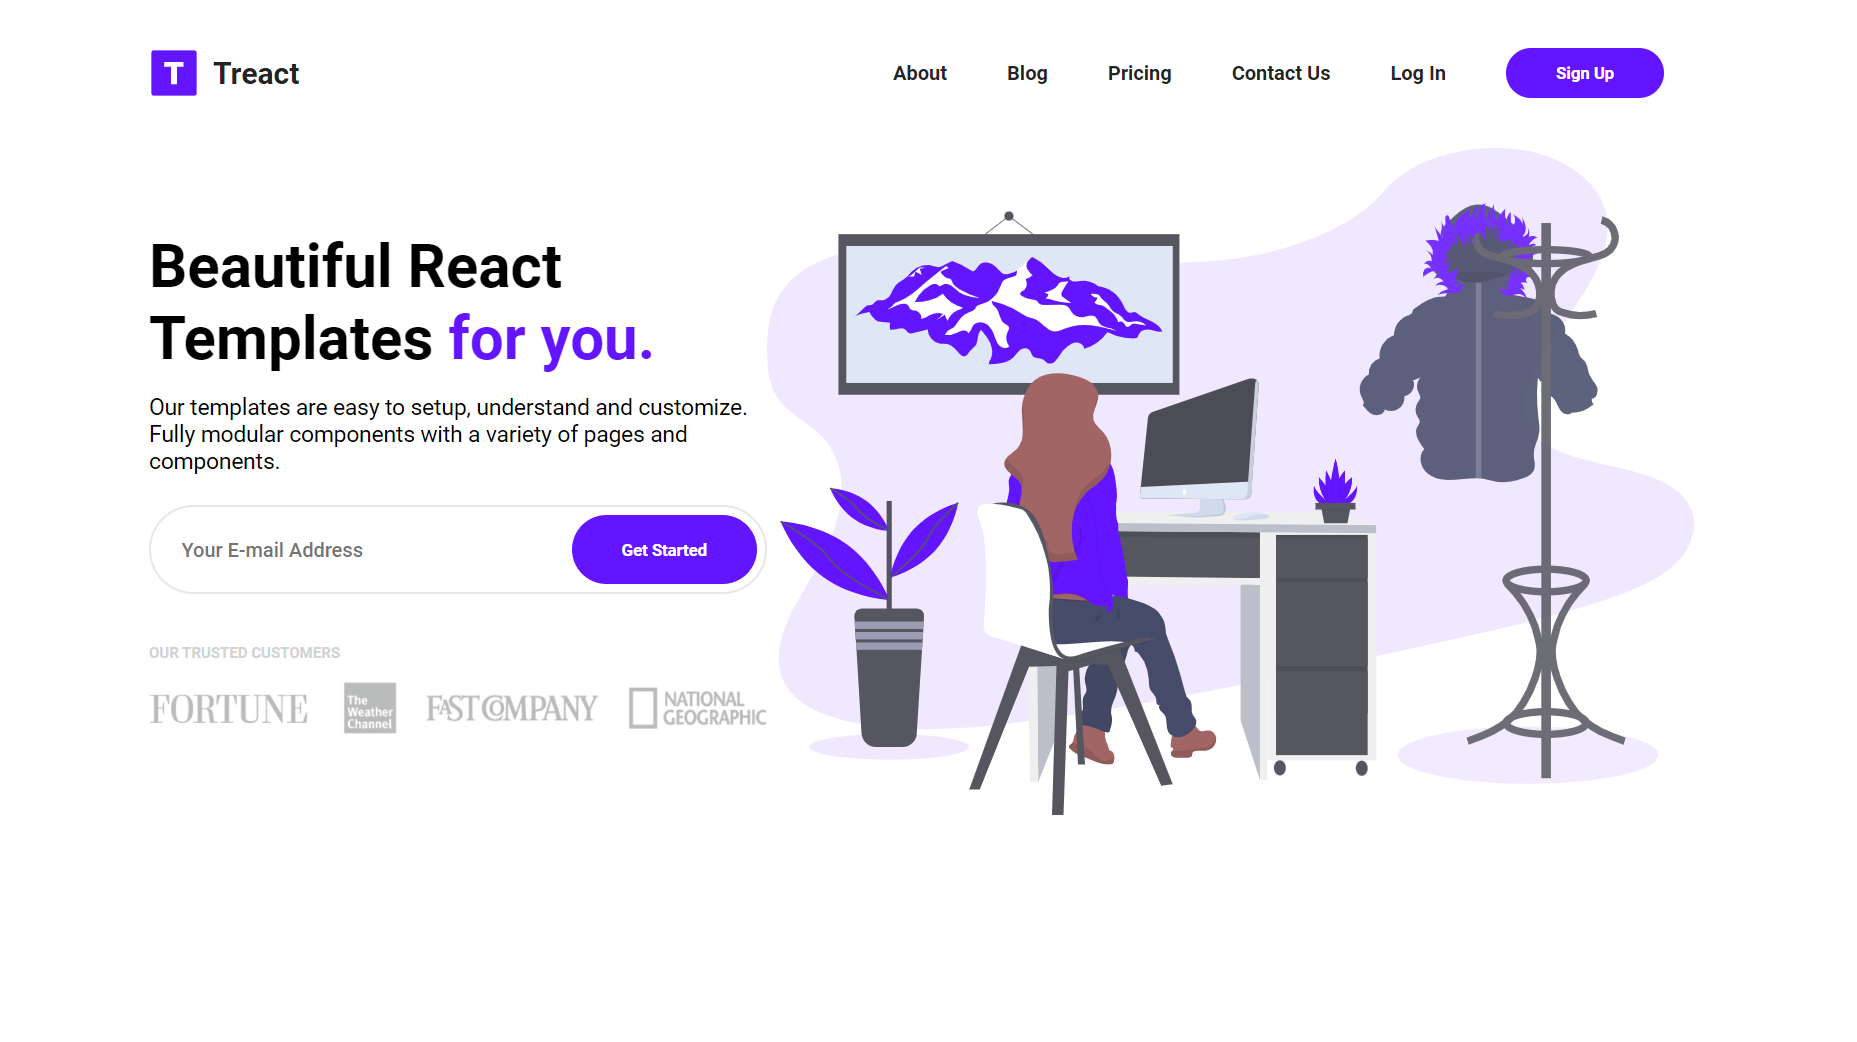 T Treact
About Blog Pricing Contact Us Log In Sign Up
Beautiful React
Templates for you.
Our templates are easy to setup, understand and customize.
Fully modular components with a variety of pages and
components.
Your E-mail Address Get Started
OUR TRUSTED CUSTOMERS
FORTUNE
The
Weather
Channel
FAST COMPANY
NATIONAL
GEOGRAPHIC